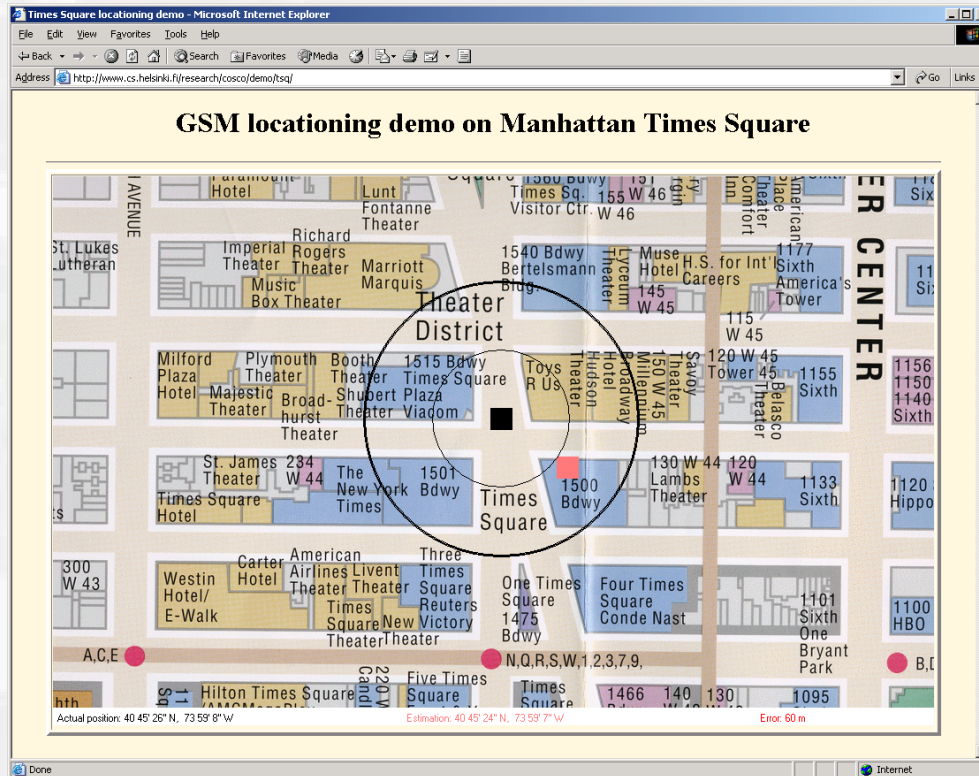 Times Square locationing demo - Microsoft Internet Explorer
File Edit View Favorites Tools Help
Back Search Favorites Media
Address http://www.cs.helsinki.fi/research/cosco/demo/tsq/ Go Links
GSM locationing demo on Manhattan Times Square
AVENUE
Hotel
Lunt
Fontanne
Theater
Square
1560 Bdwy
Times Sq.
Visitor Ctr.
151
W 46
155
W 46
Inn
Comfort
Theater
Place
American
ER CENTER
Six
St. Lukes
Lutheran
Imperial
Theater
Richard
Rogers
Theater
Music
Box Theater
Marriott
Marquis
1540 Bdwy
Bertelsmann
Bldg.
Lyceum
Theater
Muse
Hotel
145
W 45
H.S. for Int'l
Careers
1177
Sixth
America's
Tower
115
W 45
11
Six
Theater
District
Milford
Plaza
Hotel
Plymouth
Theater
Majestic
Theater
Booth
Theater
Shubert
Theater
Broad-
hurst
Theater
1515 Bdwy
Times Square
Plaza
Viacom
Toys
R Us
Hudson
Theater
Millennium
Broadway
Hotel
150 W 45
Savoy
Theater
120 W 45
Tower 45
Belasco
Theater
1155
Sixth
1156
1150
1140
Sixth
St. James
Theater
234
W 44
Times Square
Hotel
The
New York
Times
1501
Bdwy
Times
Square
1500
Bdwy
130 W 44
Lambs
Theater
120
W 44
1133
Sixth
1120
Hippo
300
W 43
Westin
Hotel/
E-Walk
Carter
Hotel
American
Airlines
Theater
Livent
Theater
Times
Square
Theater
New
Victory
Theater
Three
Times
Square
Reuters
One Times
Square
1475
Bdwy
Four Times
Square
Conde Nast
1101
Sixth
One
Bryant
Park
1100
HBO
A,C,E
N,Q,R,S,W,1,2,3,7,9,
B,D
Hilton Times Square
220 W
Five Times
Square
Times
Square
1466
140
130
1095
Actual position: 40 45' 26" N, 73 59' 8" W Estimation: 40 45' 24" N, 73 59' 7" W Error: 60 m
Done Internet